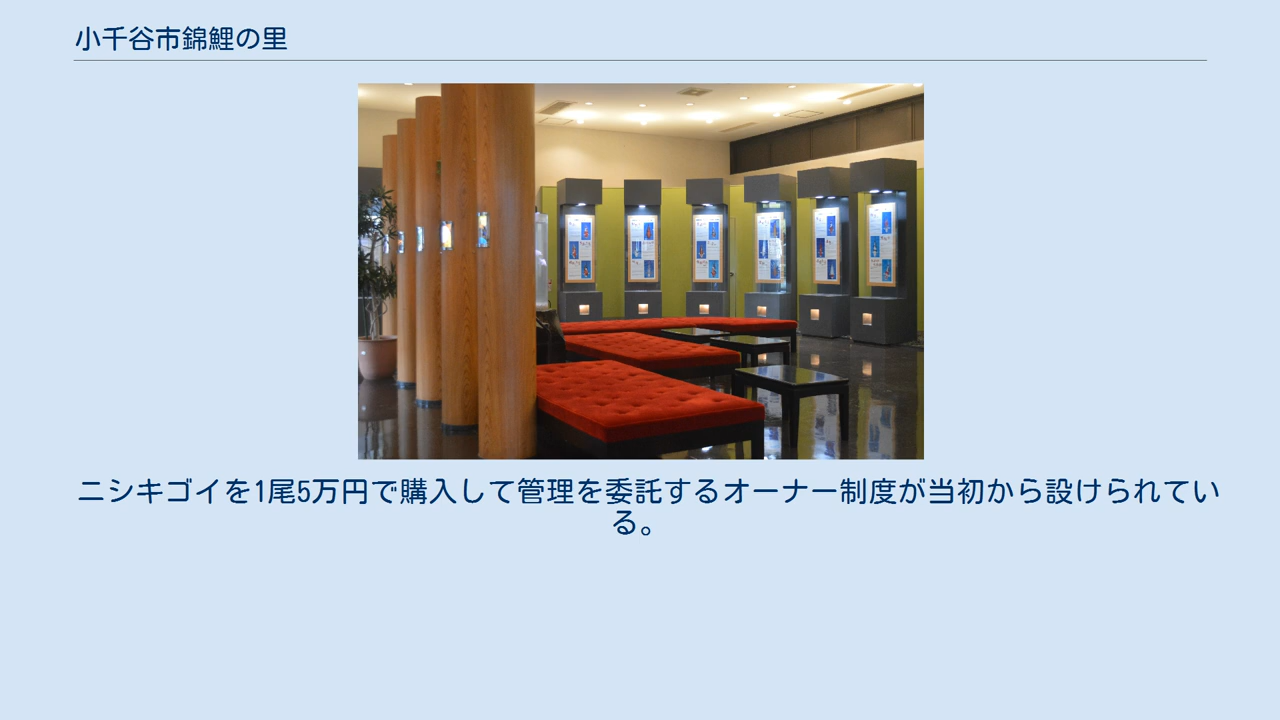 小千谷市錦鯉の里
ニシキゴイを1尾5万円で購入して管理を委託するオーナー制度が当初から設けられてい
る。